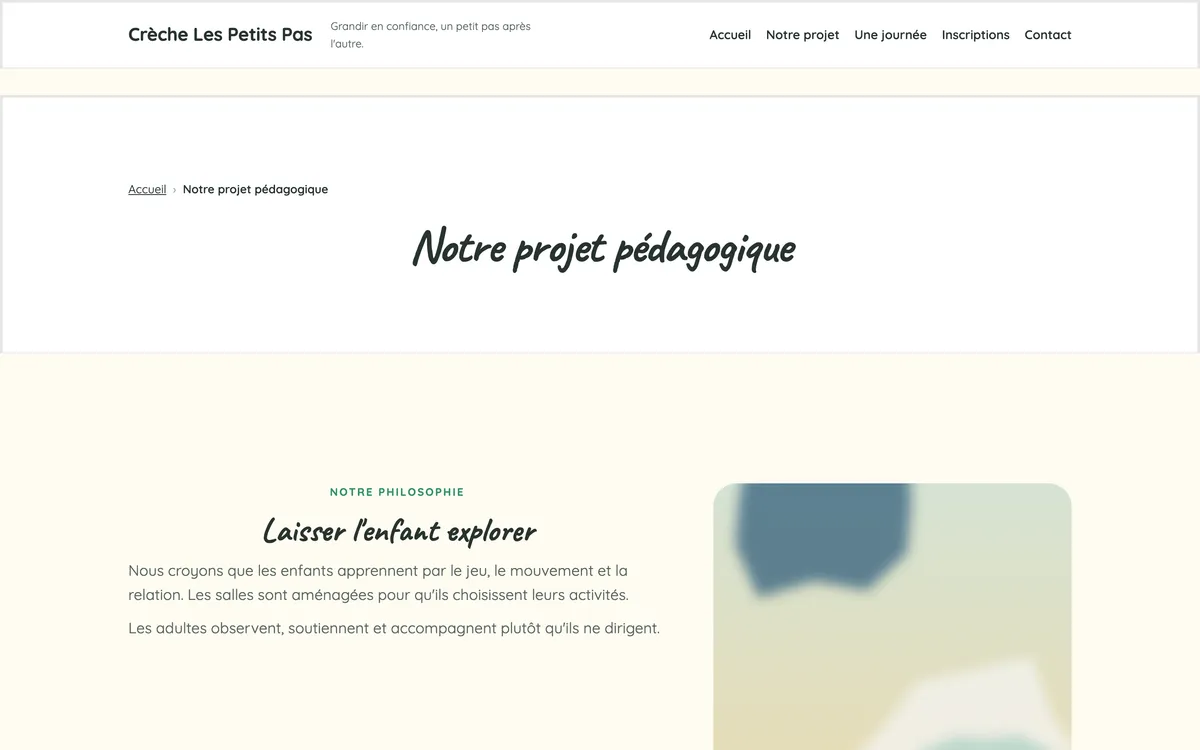 Crèche Les Petits Pas
Grandir en confiance, un petit pas après
l'autre.
Accueil Notre projet Une journée Inscriptions Contact
Accueil › Notre projet pédagogique
Notre projet pédagogique
NOTRE PHILOSOPHIE
Laisser l'enfant explorer
Nous croyons que les enfants apprennent par le jeu, le mouvement et la
relation. Les salles sont aménagées pour qu'ils choisissent leurs activités.
Les adultes observent, soutiennent et accompagnent plutôt qu'ils ne dirigent.